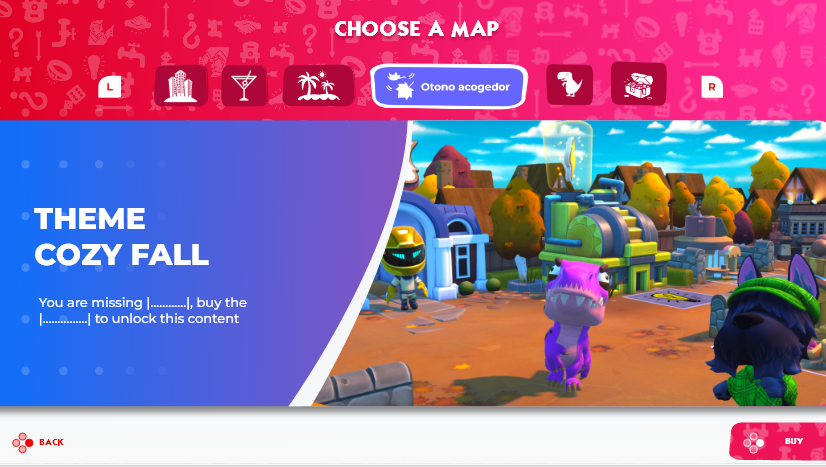 CHOOSE A MAP
L
Otono acogedor
R
THEME
COZY FALL
You are missing |............|, buy the
|...............| to unlock this content
BACK
BUY